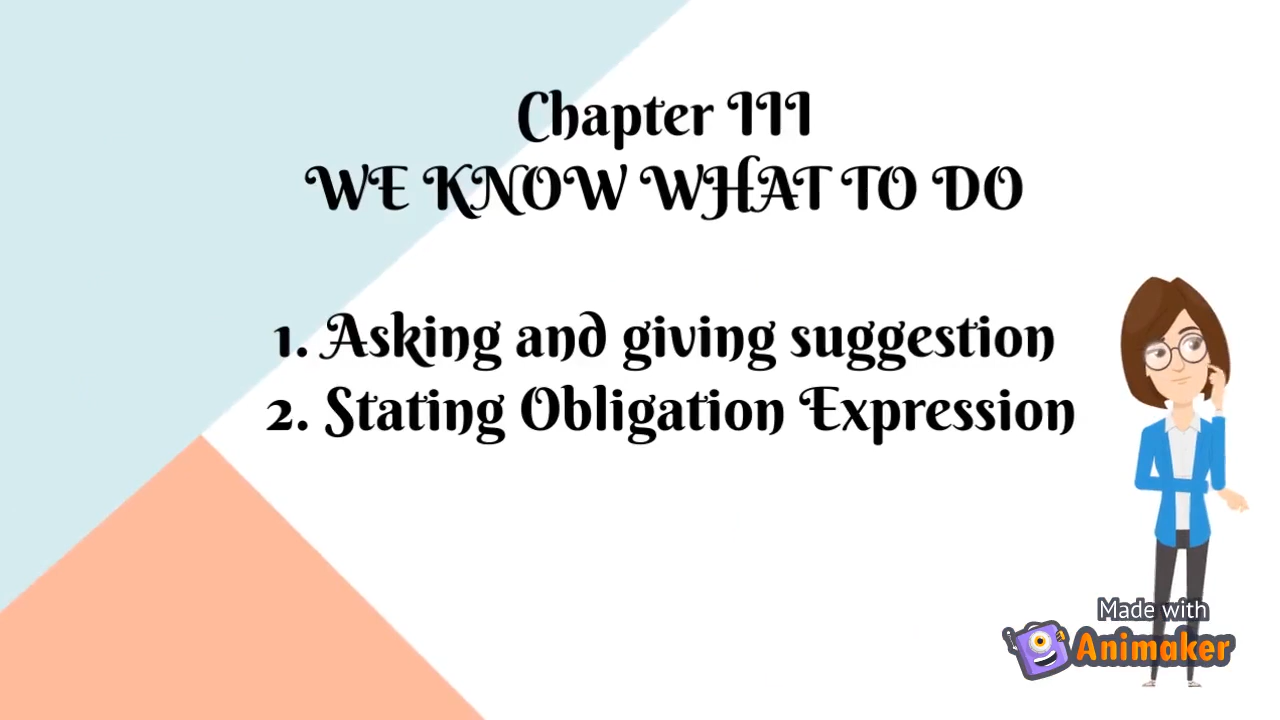 Chapter III
WE KNOW WHAT TO DO
1. Asking and giving suggestion
2. Stating Obligation Expression
Made with
Animaker